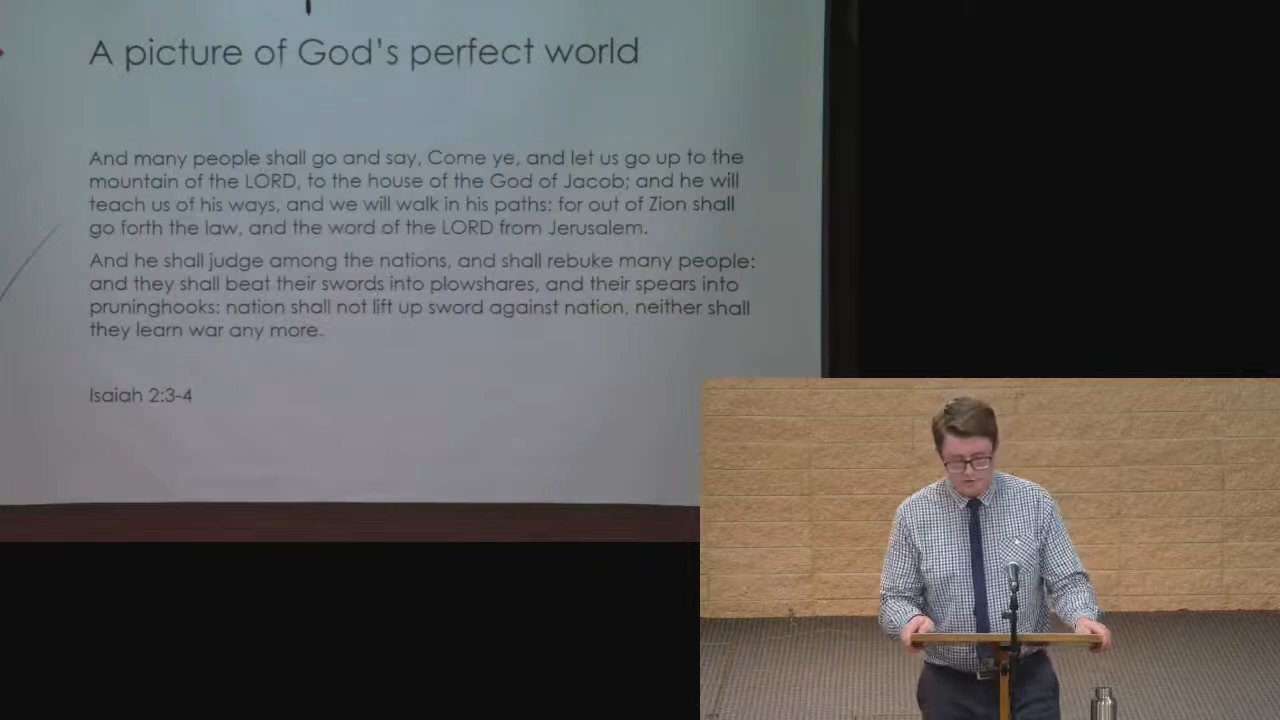 A picture of God's perfect world
And many people shall go and say, Come ye, and let us go up to the
mountain of the LORD, to the house of the God of Jacob; and he will
teach us of his ways, and we will walk in his paths: for out of Zion shall
go forth the law, and the word of the LORD from Jerusalem.
And he shall judge among the nations, and shall rebuke many people:
and they shall beat their swords into plowshares, and their spears into
pruninghooks: nation shall not lift up sword against nation, neither shall
they learn war any more.
Isaiah 2:3-4